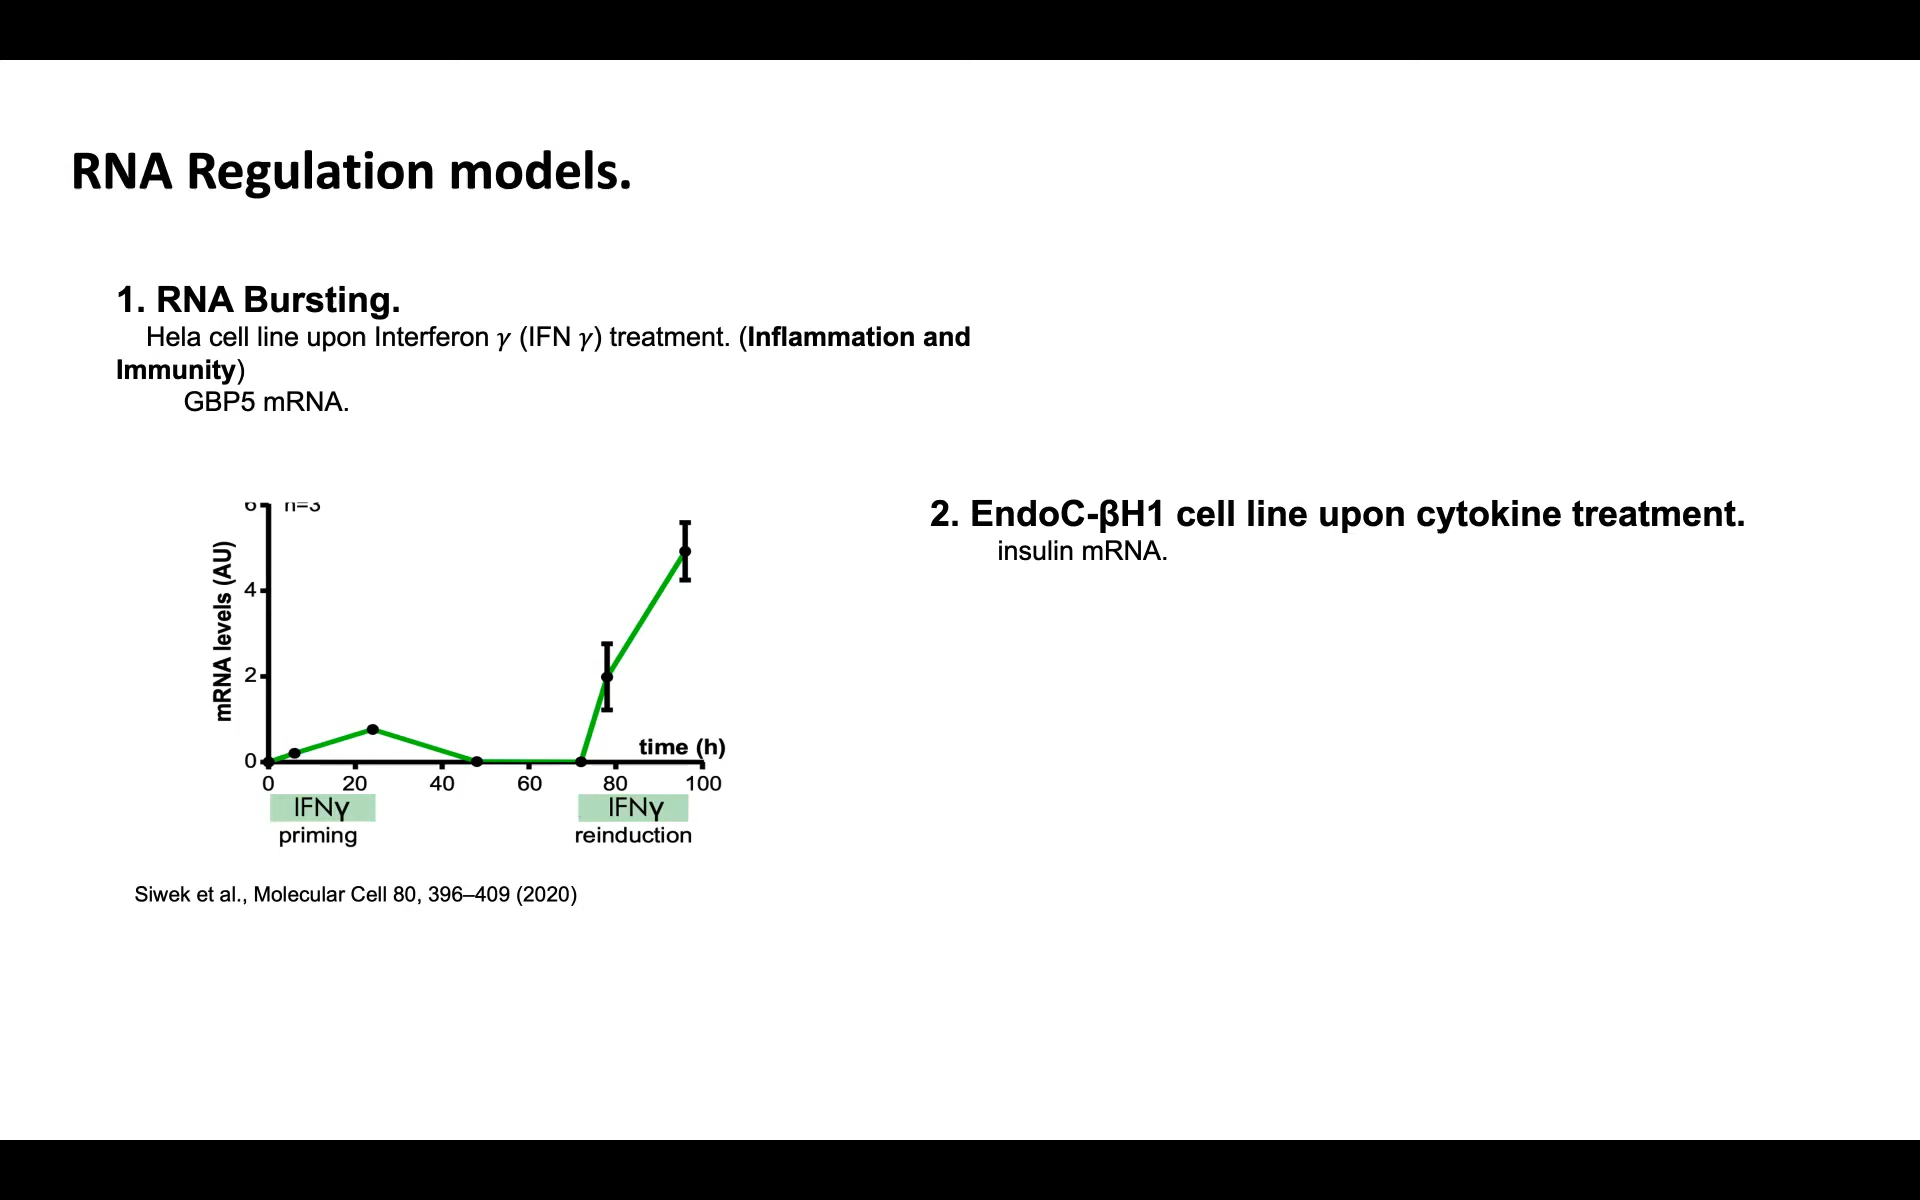 RNA Regulation models.
1. RNA Bursting.
Hela cell line upon Interferon γ (IFN γ) treatment. (Inflammation and
Immunity)
GBP5 mRNA.
2. EndoC-βH1 cell line upon cytokine treatment.
insulin mRNA.
6 n=3
mRNA levels (AU)
4
2
0
time (h)
0 20 40 60 80 100
IFNγ IFNγ
priming reinduction
Siwek et al., Molecular Cell 80, 396–409 (2020)